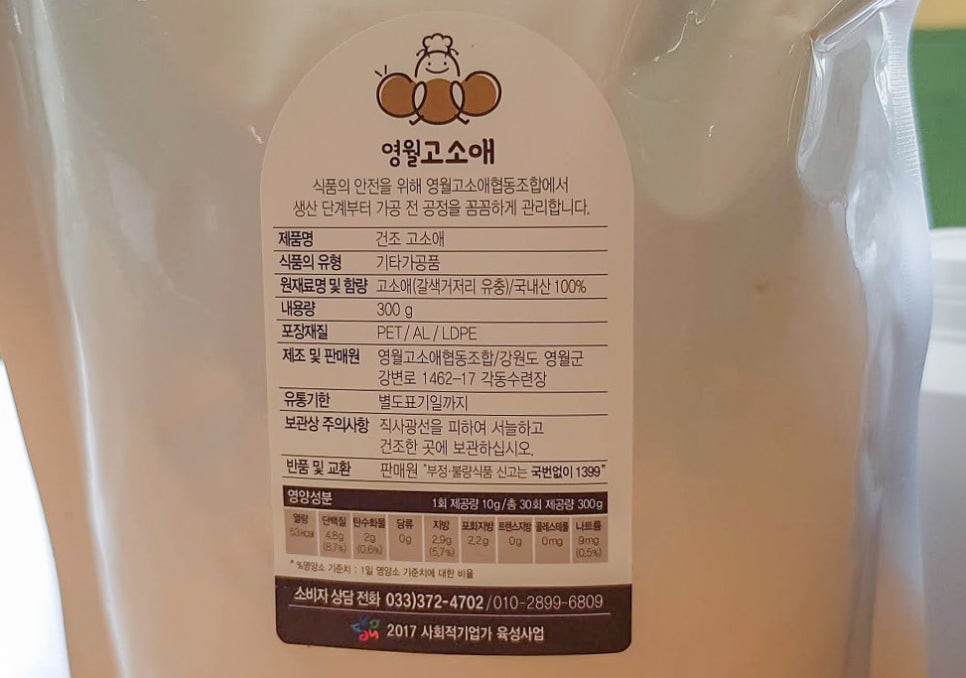 영월고소애
식품의 안전을 위해 영월고소애협동조합에서
생산 단계부터 가공 전 공정을 꼼꼼하게 관리합니다.
제품명 건조 고소애
식품의 유형 기타가공품
원재료명 및 함량 고소애(갈색거저리 유충)/국내산 100%
내용량 300 g
포장재질 PET / AL / LDPE
제조 및 판매원 영월고소애협동조합/강원도 영월군
강변로 1462-17 각동수련장
유통기한 별도표기일까지
보관상 주의사항 직사광선을 피하여 서늘하고
건조한 곳에 보관하십시오.
반품 및 교환 판매원 "부정·불량식품 신고는 국번없이 1399"
영양성분 1회 제공량 10g/총 30회 제공량 300g
열량 단백질 탄수화물 당류 지방 포화지방 트랜스지방 콜레스테롤 나트륨
53kcal 4.8g 2g 0g 2.9g 2.2g 0g 0mg 9mg
(8.7%) (0.6%) (5.7%) (0.5%)
* %영양소 기준치 : 1일 영양소 기준치에 대한 비율
소비자 상담 전화 033)372-4702/010-2899-6809
2017 사회적기업가 육성사업